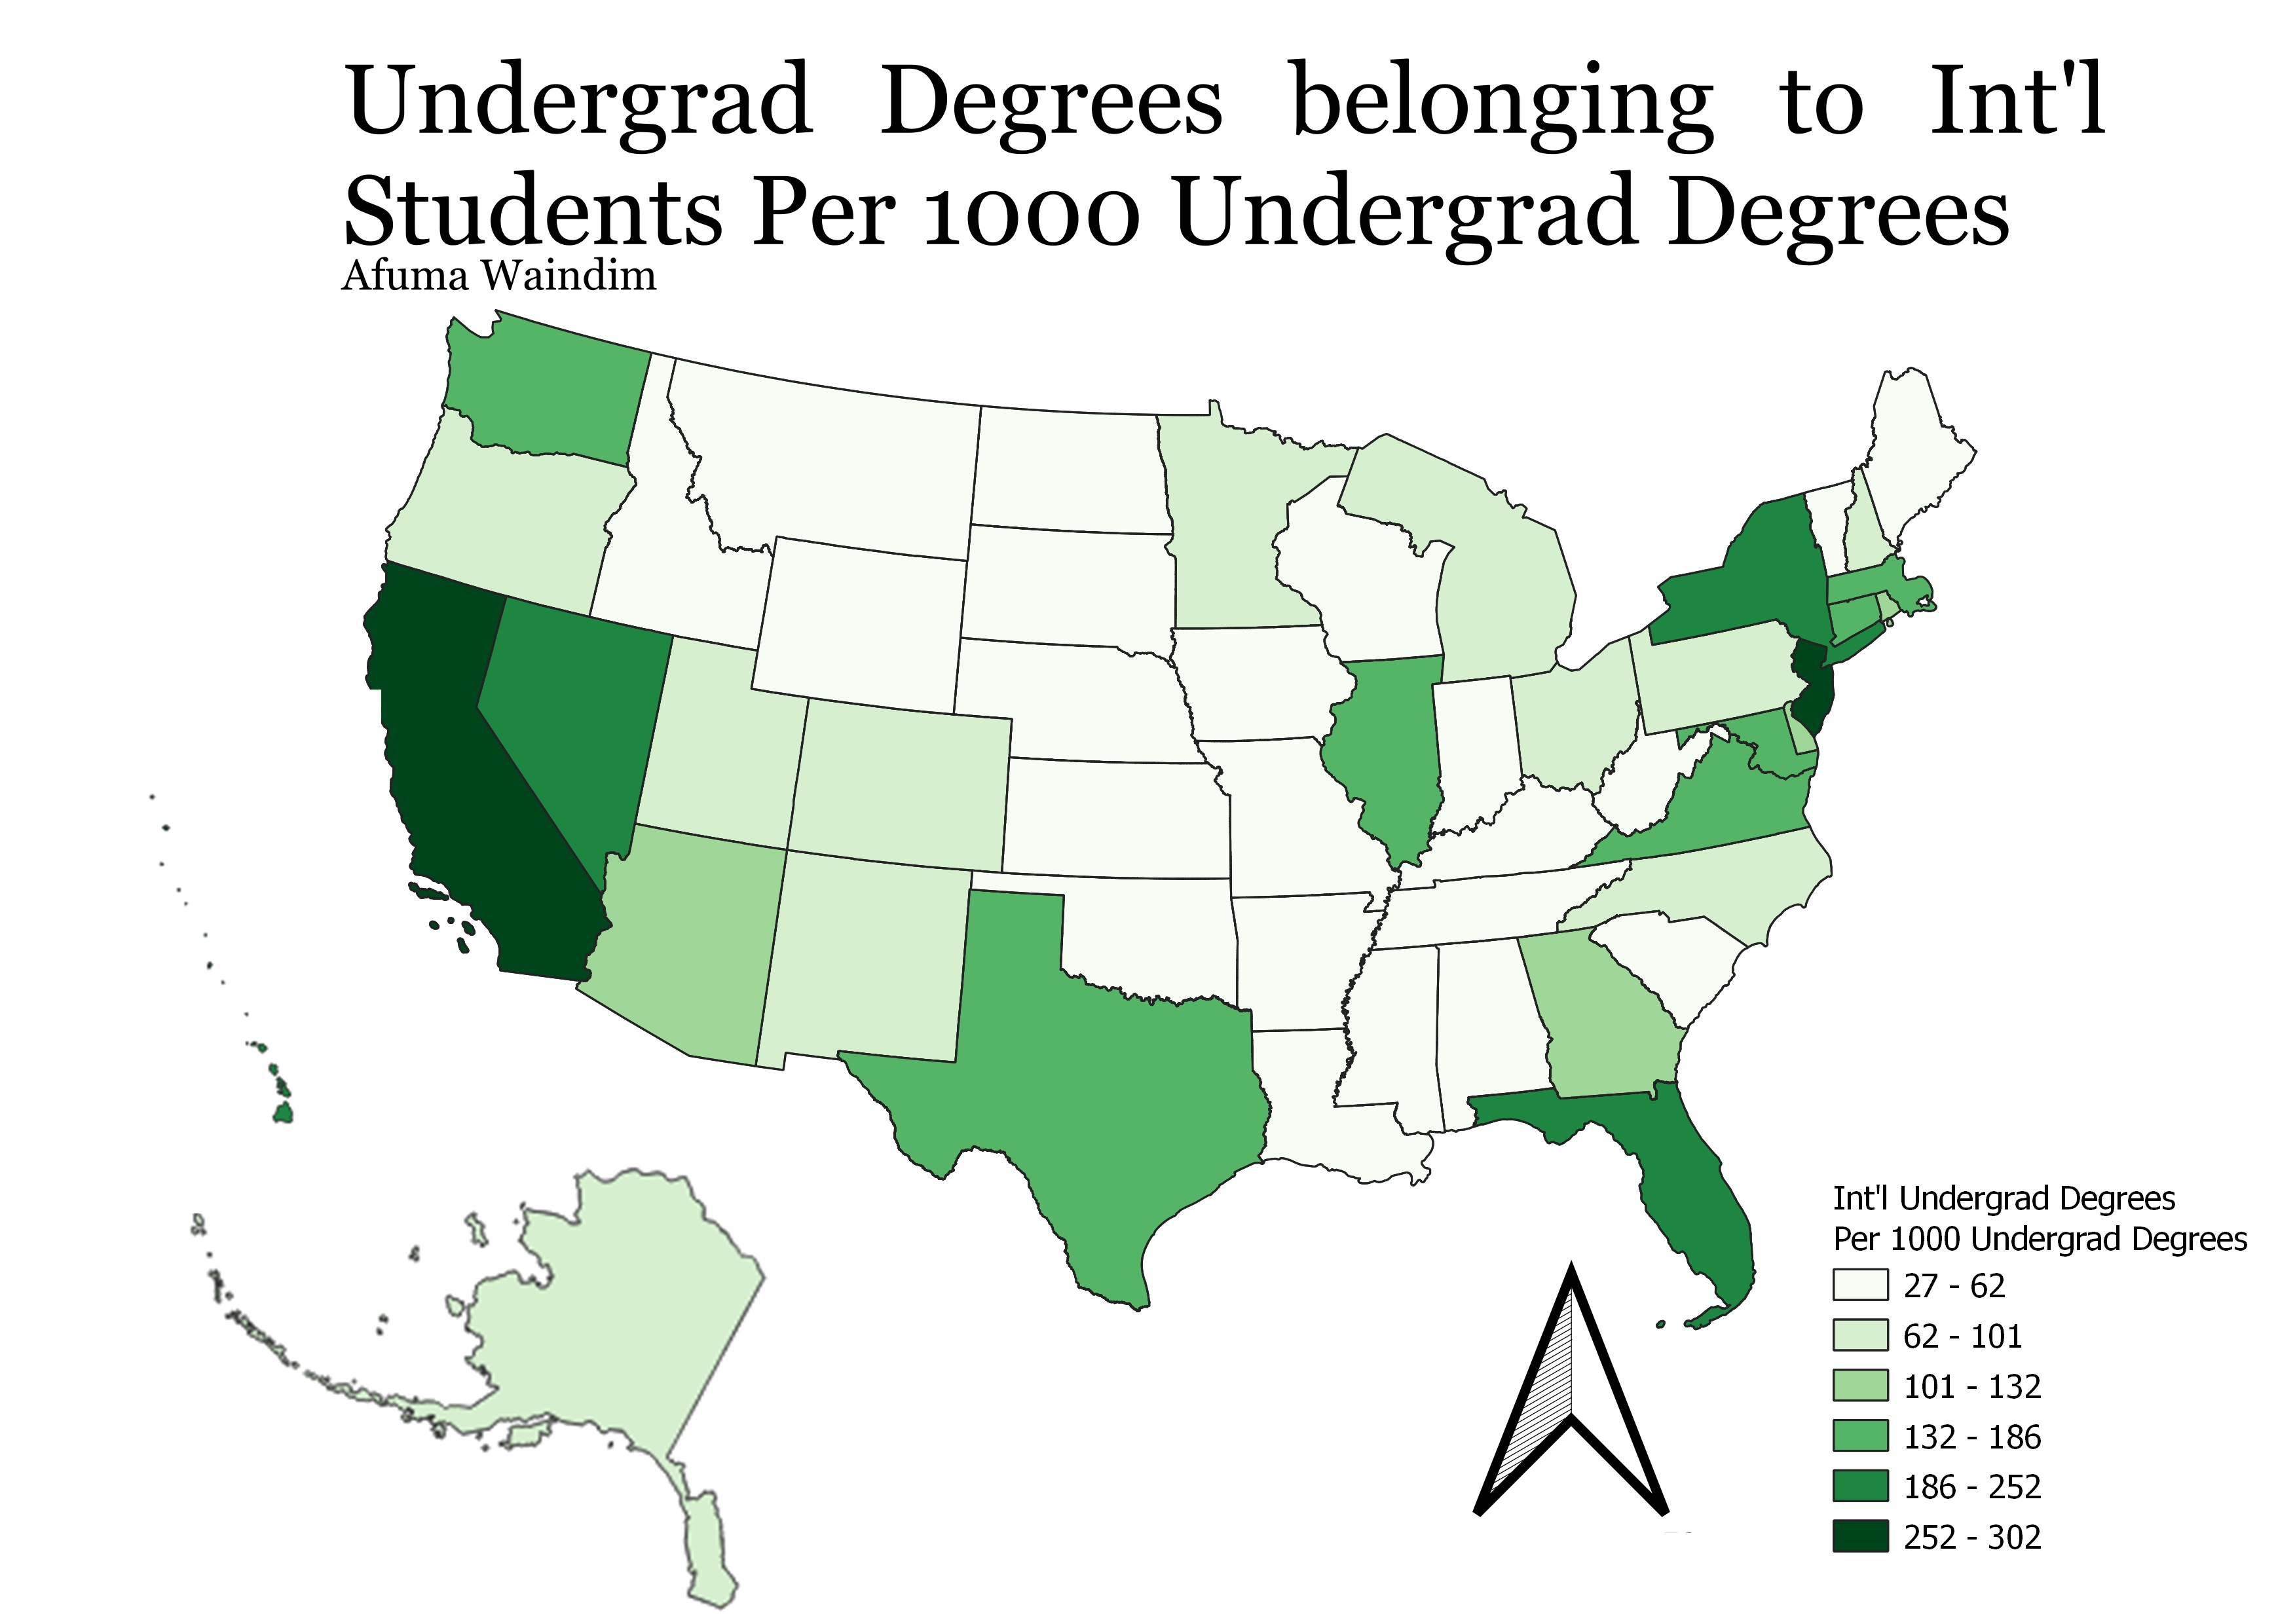 Undergrad Degrees belonging to Int'l
Students Per 1000 Undergrad Degrees
Afuma Waindim
Int'l Undergrad Degrees
Per 1000 Undergrad Degrees
27 - 62
62 - 101
101 - 132
132 - 186
186 - 252
252 - 302